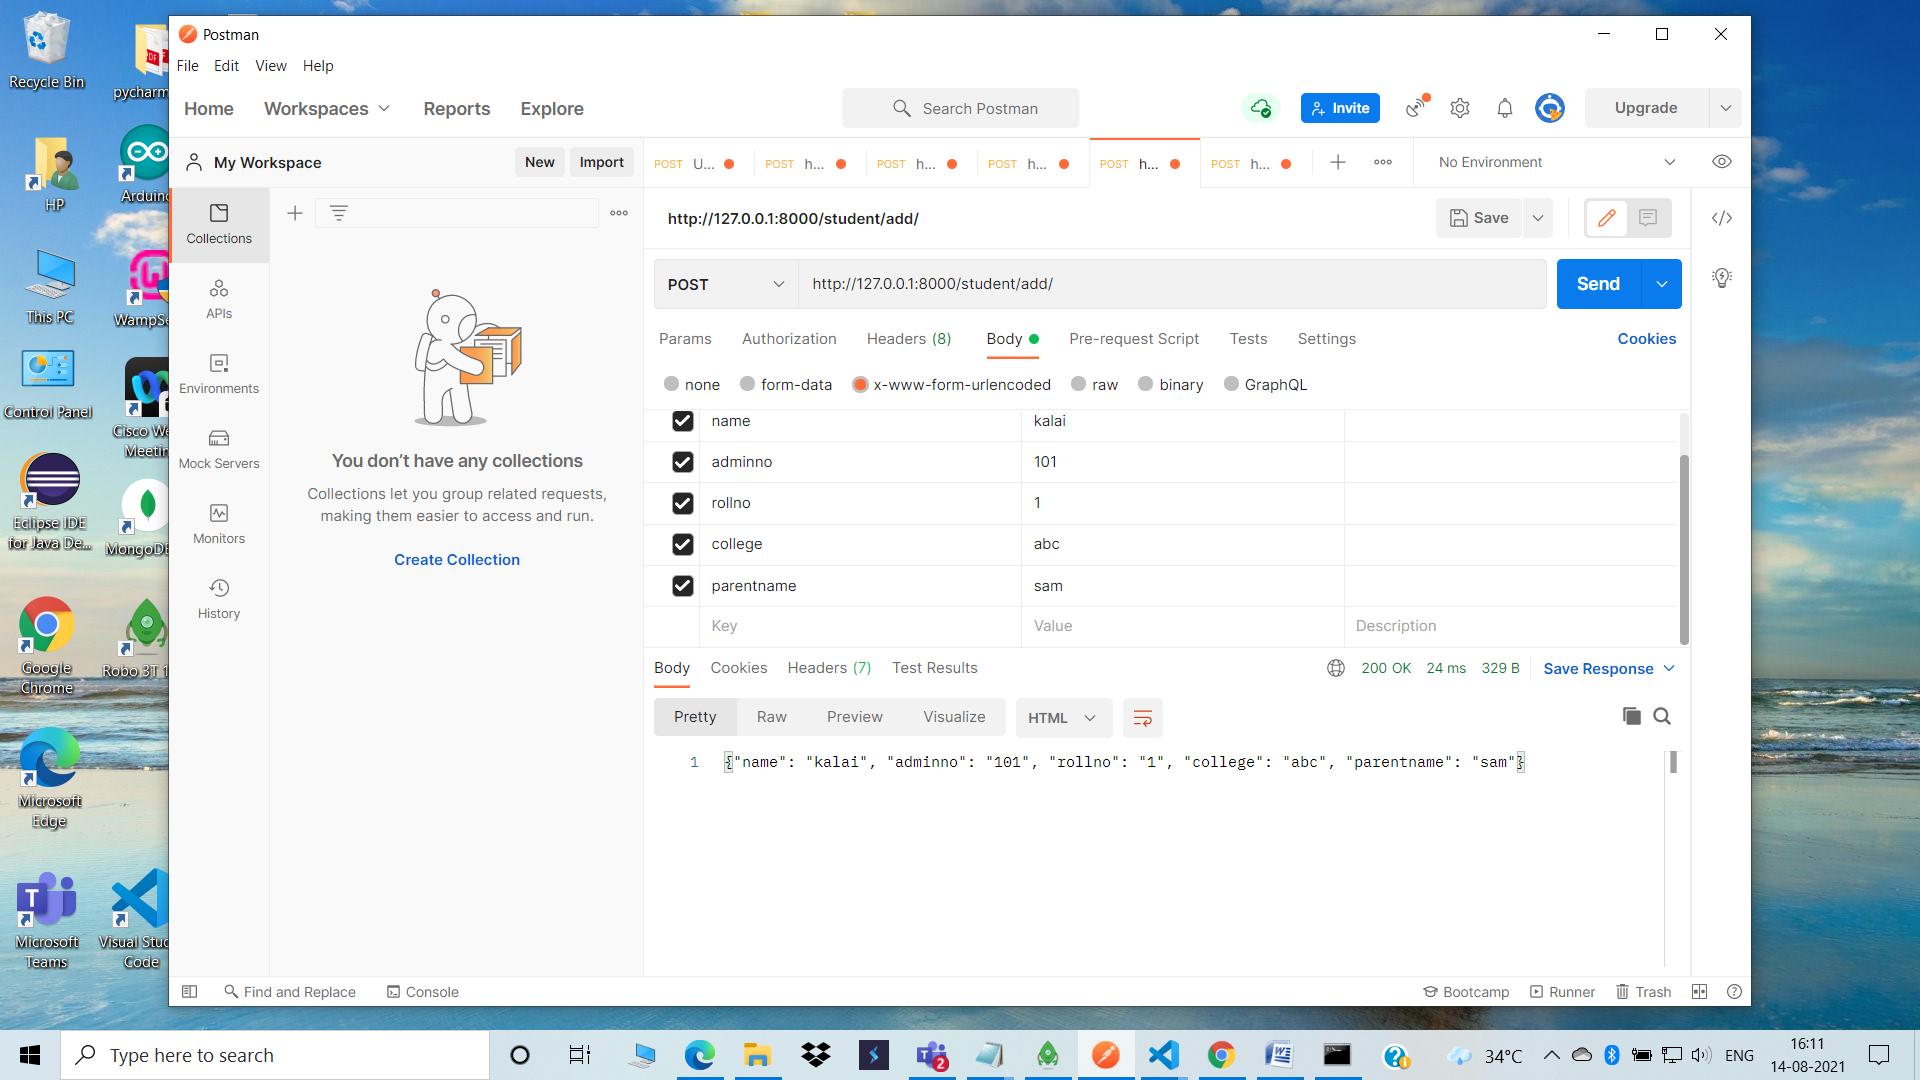 Recycle Bin
pycharm
HP
Arduino
This PC
WampSe
Control Panel
Cisco We
Meetin
Eclipse IDE
for Java De...
MongoDB
Google
Chrome
Robo 3T 1
Microsoft
Edge
Microsoft
Teams
Visual Stud
Code
Postman
File Edit View Help
Home Workspaces Reports Explore
Search Postman
Invite
Upgrade
My Workspace
New Import
POST U... POST h... POST h... POST h... POST h... POST h...
No Environment
Collections
APIs
Environments
Mock Servers
Monitors
History
You don’t have any collections
Collections let you group related requests,
making them easier to access and run.
Create Collection
http://127.0.0.1:8000/student/add/
Save
POST http://127.0.0.1:8000/student/add/
Send
Params Authorization Headers (8) Body Pre-request Script Tests Settings Cookies
none form-data x-www-form-urlencoded raw binary GraphQL
name kalai
adminno 101
rollno 1
college abc
parentname sam
Key Value Description
Body Cookies Headers (7) Test Results 200 OK 24 ms 329 B Save Response
Pretty Raw Preview Visualize HTML
1 {"name": "kalai", "adminno": "101", "rollno": "1", "college": "abc", "parentname": "sam"}
Find and Replace Console
Bootcamp Runner Trash
Type here to search
2
34°C
ENG
16:11
14-08-2021